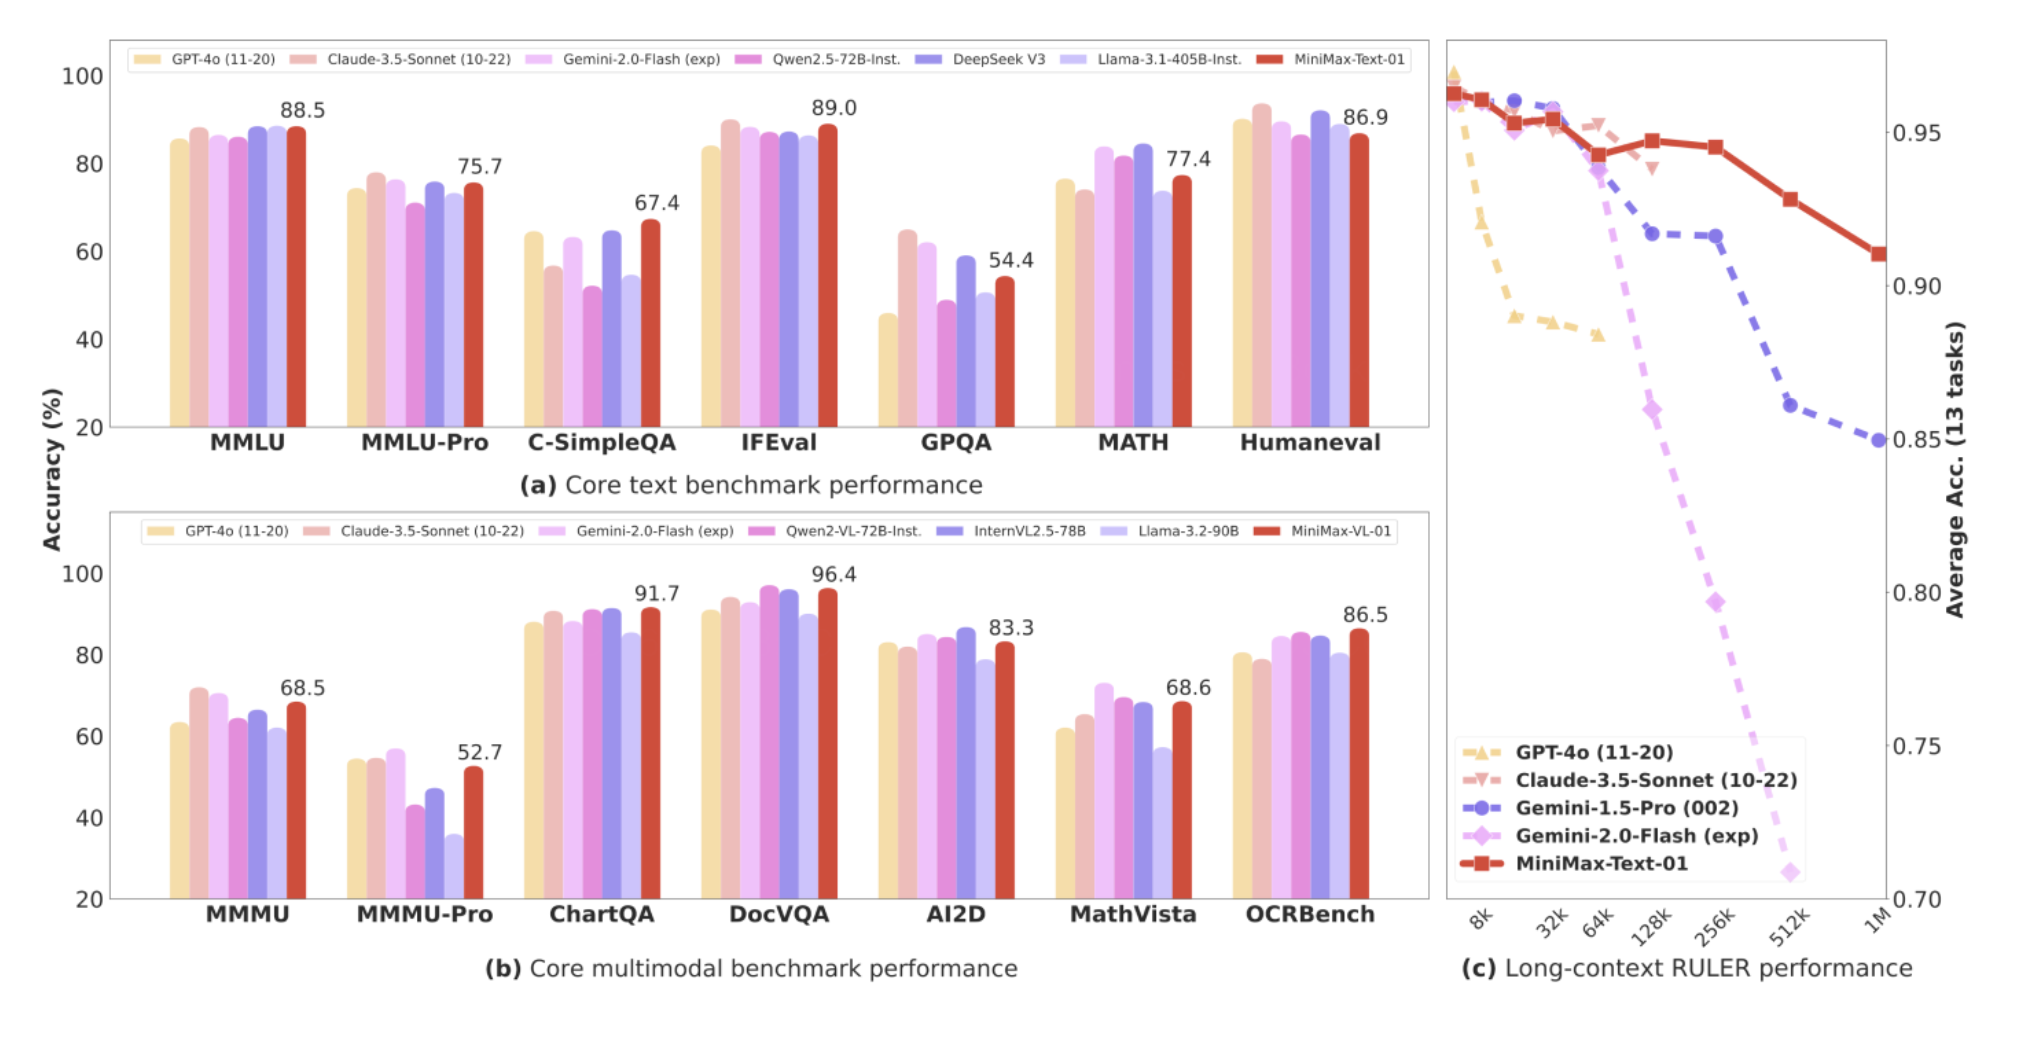 GPT-4o (11-20) Claude-3.5-Sonnet (10-22) Gemini-2.0-Flash (exp) Qwen2.5-72B-Inst. DeepSeek V3 Llama-3.1-405B-Inst. MiniMax-Text-01
100
80
60
40
20
88.5
75.7
67.4
89.0
54.4
77.4
86.9
MMLU MMLU-Pro C-SimpleQA IFEval GPQA MATH Humaneval
(a) Core text benchmark performance
Accuracy (%)
GPT-4o (11-20) Claude-3.5-Sonnet (10-22) Gemini-2.0-Flash (exp) Qwen2-VL-72B-Inst. InternVL2.5-78B Llama-3.2-90B MiniMax-VL-01
100
80
60
40
20
68.5
52.7
91.7
96.4
83.3
68.6
86.5
MMMU MMMU-Pro ChartQA DocVQA AI2D MathVista OCRBench
(b) Core multimodal benchmark performance
0.95
0.90
0.85
0.80
0.75
0.70
Average Acc. (13 tasks)
GPT-4o (11-20)
Claude-3.5-Sonnet (10-22)
Gemini-1.5-Pro (002)
Gemini-2.0-Flash (exp)
MiniMax-Text-01
8k 32k 64k 128k 256k 512k 1M
(c) Long-context RULER performance